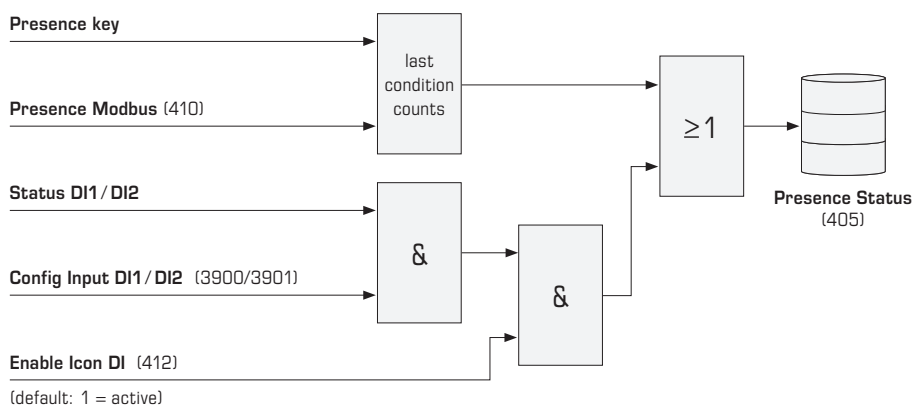 Presence key
Presence Modbus (410)
last
condition
counts
Status DI1/DI2
Config Input DI1/DI2 (3900/3901)
&
Enable Icon DI (412)
(default: 1 = active)
&
≥1
Presence Status
(405)